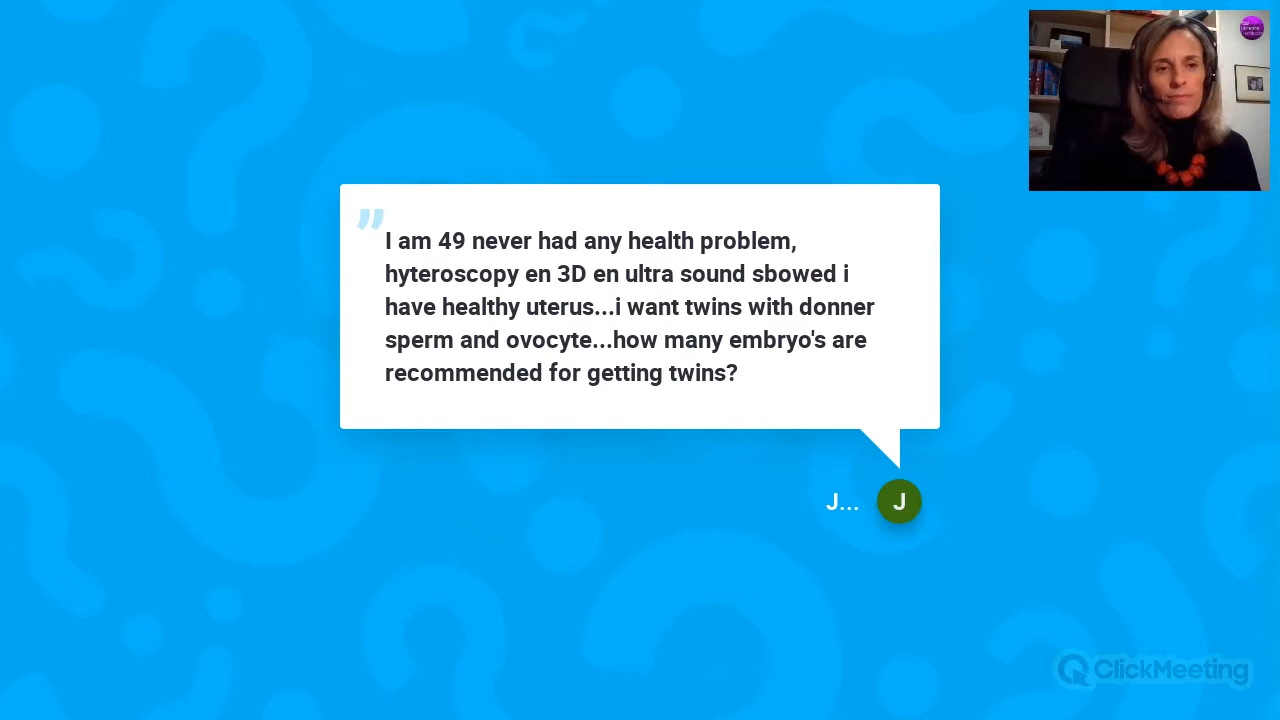 I am 49 never had any health problem,
hyteroscopy en 3D en ultra sound sbowed i
have healthy uterus...i want twins with donner
sperm and ovocyte...how many embryo's are
recommended for getting twins?
J... J
ClickMeeting